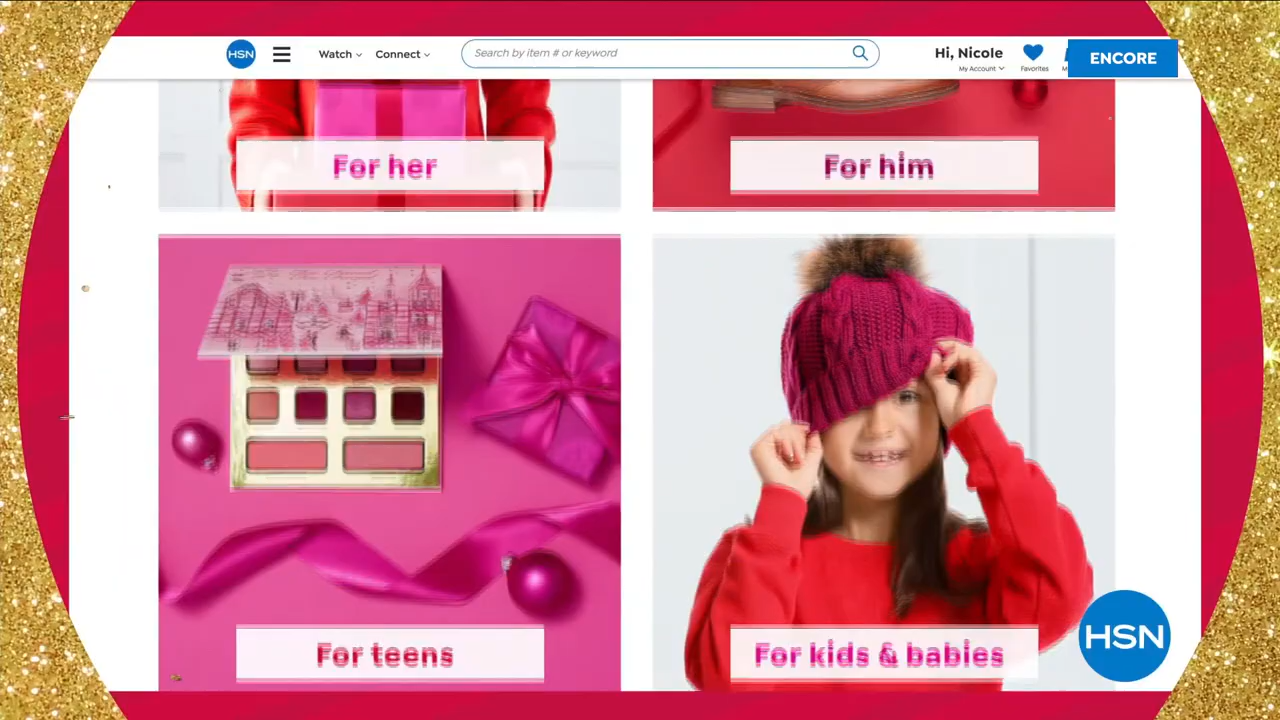 HSN
Watch
Connect
Search by item # or keyword
Hi, Nicole
My Account
Favorites
ENCORE
For her
For him
For teens
For kids & babies
HSN